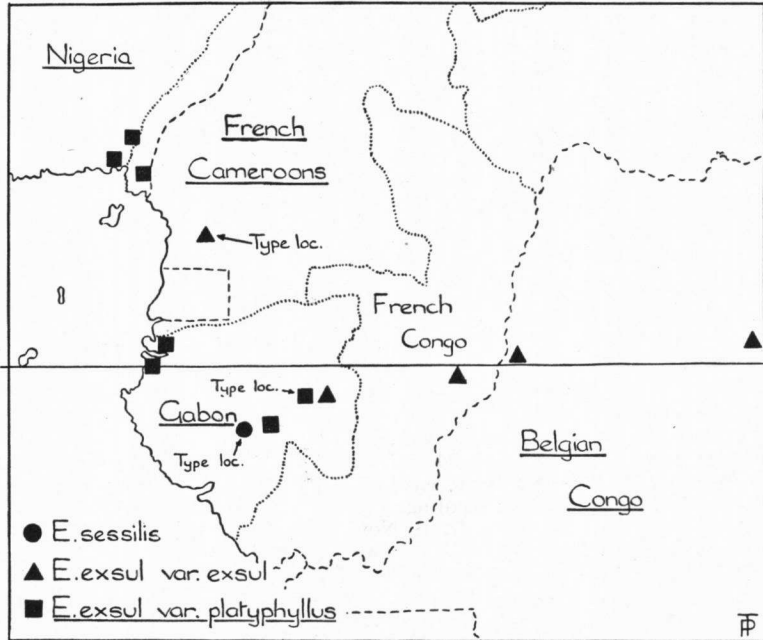 Nigeria
French
Cameroons
Type loc.
French
Congo
Type loc.
Gabon
Type loc.
Belgian
Congo
E. sessilis
E. exsul var. exsul
E. exsul var. platyphyllus